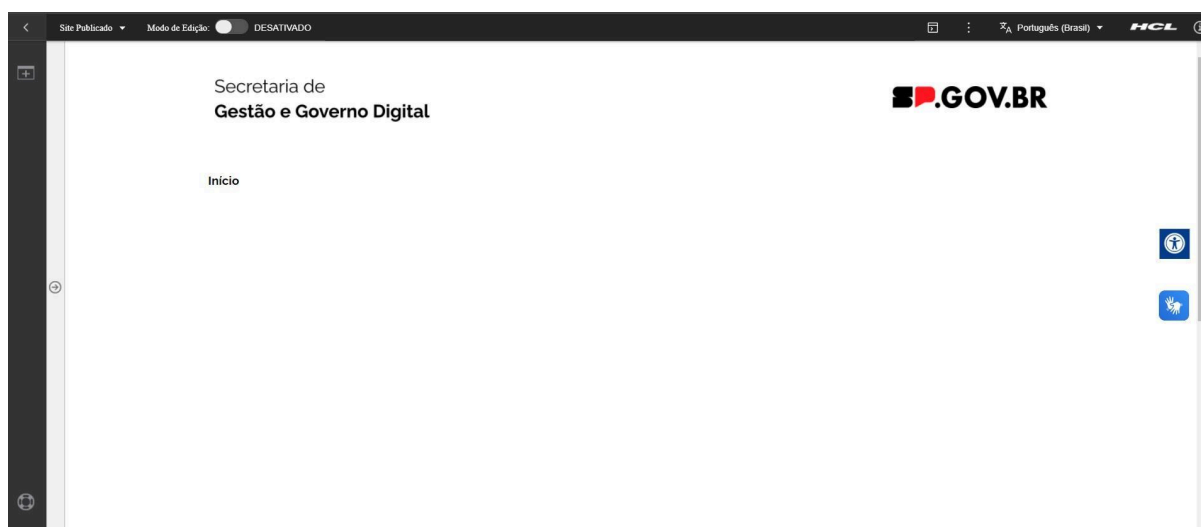 Site Publicado Modo de Edição: DESATIVADO Português (Brasil) HCL
Secretaria de
Gestão e Governo Digital
SP.GOV.BR
Início